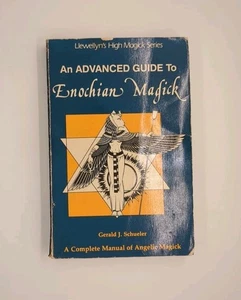 Llewellyn's High Magick Series
An ADVANCED GUIDE To
Enochian Magick
Gerald J. Schueler
A Complete Manual of Angelic Magick